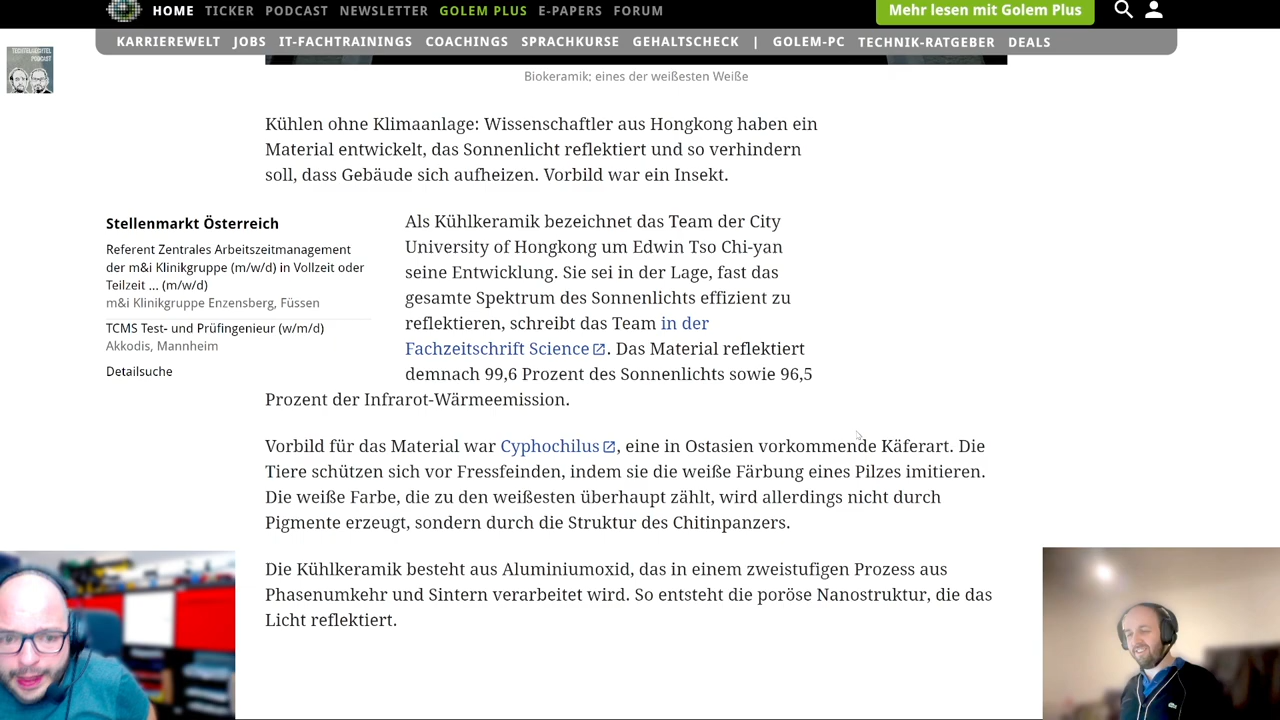 HOME TICKER PODCAST NEWSLETTER GOLEM PLUS E-PAPERS FORUM
Mehr lesen mit Golem Plus
KARRIEREWELT JOBS IT-FACHTRAININGS COACHINGS SPRACHKURSE GEHALTSCHECK | GOLEM-PC TECHNIK-RATGEBER DEALS
PODCAST
Biokeramik: eines der weißesten Weiße
Kühlen ohne Klimaanlage: Wissenschaftler aus Hongkong haben ein
Material entwickelt, das Sonnenlicht reflektiert und so verhindern
soll, dass Gebäude sich aufheizen. Vorbild war ein Insekt.
Stellenmarkt Österreich
Referent Zentrales Arbeitszeitmanagement
der m&i Klinikgruppe (m/w/d) in Vollzeit oder
Teilzeit ... (m/w/d)
m&i Klinikgruppe Enzensberg, Füssen
TCMS Test- und Prüfingenieur (w/m/d)
Akkodis, Mannheim
Detailsuche
Als Kühlkeramik bezeichnet das Team der City
University of Hongkong um Edwin Tso Chi-yan
seine Entwicklung. Sie sei in der Lage, fast das
gesamte Spektrum des Sonnenlichts effizient zu
reflektieren, schreibt das Team in der
Fachzeitschrift Science. Das Material reflektiert
demnach 99,6 Prozent des Sonnenlichts sowie 96,5
Prozent der Infrarot-Wärmeemission.
Vorbild für das Material war Cyphochilus, eine in Ostasien vorkommende Käferart. Die
Tiere schützen sich vor Fressfeinden, indem sie die weiße Färbung eines Pilzes imitieren.
Die weiße Farbe, die zu den weißesten überhaupt zählt, wird allerdings nicht durch
Pigmente erzeugt, sondern durch die Struktur des Chitinpanzers.
Die Kühlkeramik besteht aus Aluminiumoxid, das in einem zweistufigen Prozess aus
Phasenumkehr und Sintern verarbeitet wird. So entsteht die poröse Nanostruktur, die das
Licht reflektiert.